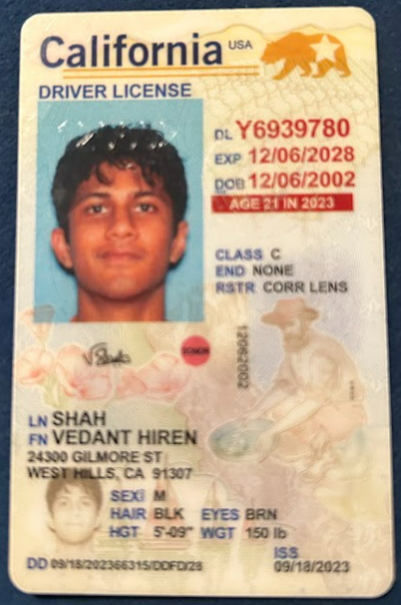 California USA
DRIVER LICENSE
DL Y6939780
EXP 12/06/2028
DOB 12/06/2002
AGE 21 IN 2023
CLASS C
END NONE
RSTR CORR LENS
DONOR
12062002
LN SHAH
FN VEDANT HIREN
24300 GILMORE ST
WEST HILLS, CA 91307
SEX M
HAIR BLK EYES BRN
HGT 5'-09" WGT 150 lb
DD 09/18/202366315/DDFD/28
ISS
09/18/2023